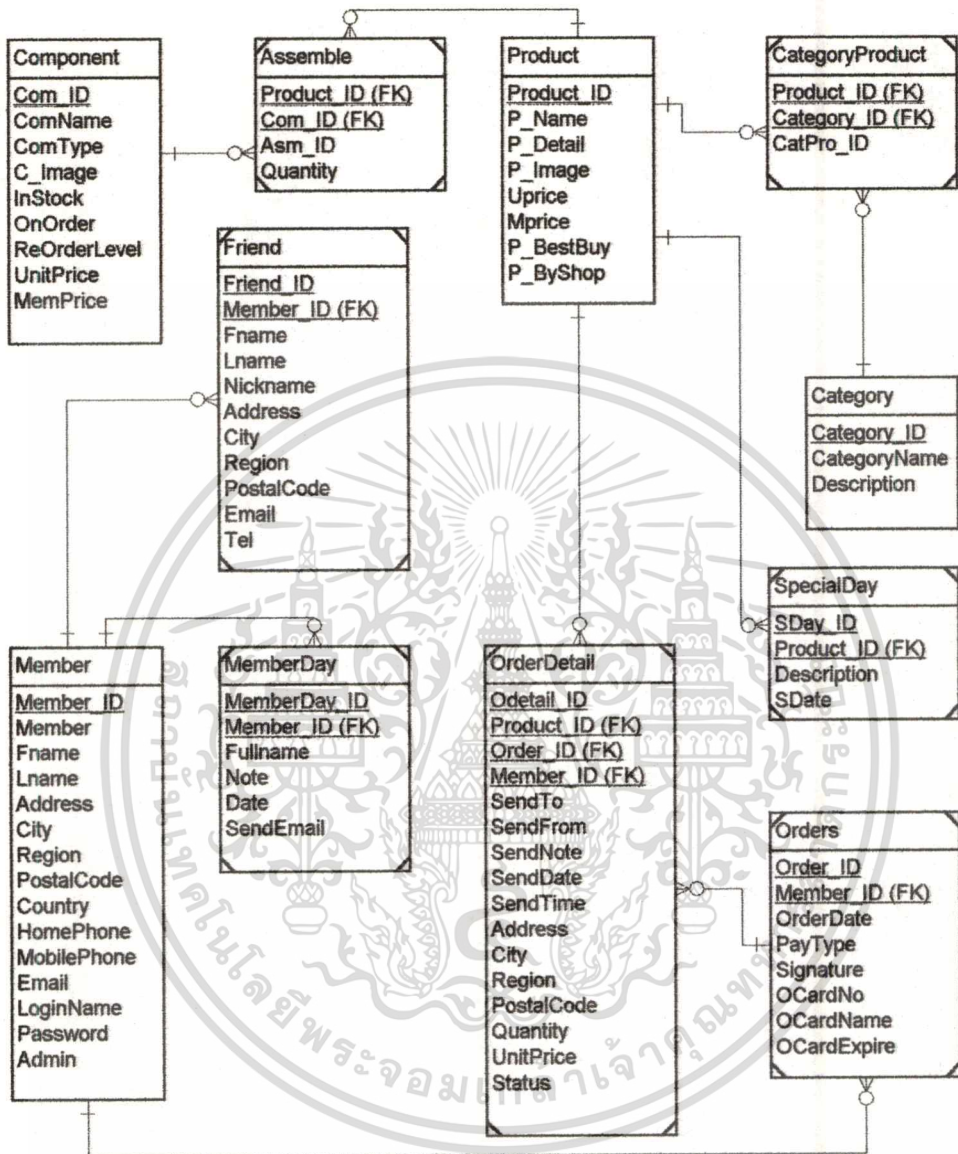 Component
Com_ID
ComName
ComType
C_Image
InStock
OnOrder
ReOrderLevel
UnitPrice
MemPrice
Assemble
Product_ID (FK)
Com_ID (FK)
Asm_ID
Quantity
Product
Product_ID
P_Name
P_Detail
P_Image
Uprice
Mprice
P_BestBuy
P_ByShop
CategoryProduct
Product_ID (FK)
Category_ID (FK)
CatPro_ID
Friend
Friend_ID
Member_ID (FK)
Fname
Lname
Nickname
Address
City
Region
PostalCode
Email
Tel
Category
Category_ID
CategoryName
Description
SpecialDay
SDay_ID
Product_ID (FK)
Description
SDate
Member
Member_ID
Member
Fname
Lname
Address
City
Region
PostalCode
Country
HomePhone
MobilePhone
Email
LoginName
Password
Admin
MemberDay
MemberDay_ID
Member_ID (FK)
Fullname
Note
Date
SendEmail
OrderDetail
Odetail_ID
Product_ID (FK)
Order_ID (FK)
Member_ID (FK)
SendTo
SendFrom
SendNote
SendDate
SendTime
Address
City
Region
PostalCode
Quantity
UnitPrice
Status
Orders
Order_ID
Member_ID (FK)
OrderDate
PayType
Signature
OCardNo
OCardName
OCardExpire